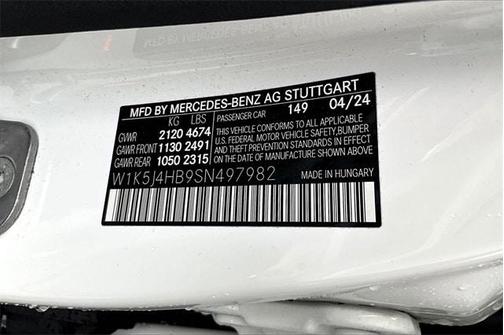 MFD BY MERCEDES-BENZ AG STUTTGART
KG LBS PASSENGER CAR 149 04/24
GVWR 2120 4674
GAWR FRONT 1130 2491
GAWR REAR 1050 2315
THIS VEHICLE CONFORMS TO ALL APPLICABLE
U.S. FEDERAL MOTOR VEHICLE SAFETY, BUMPER
AND THEFT PREVENTION STANDARDS IN EFFECT
ON THE DATE OF MANUFACTURE SHOWN ABOVE.
W1K5J4HB9SN497982
MADE IN HUNGARY